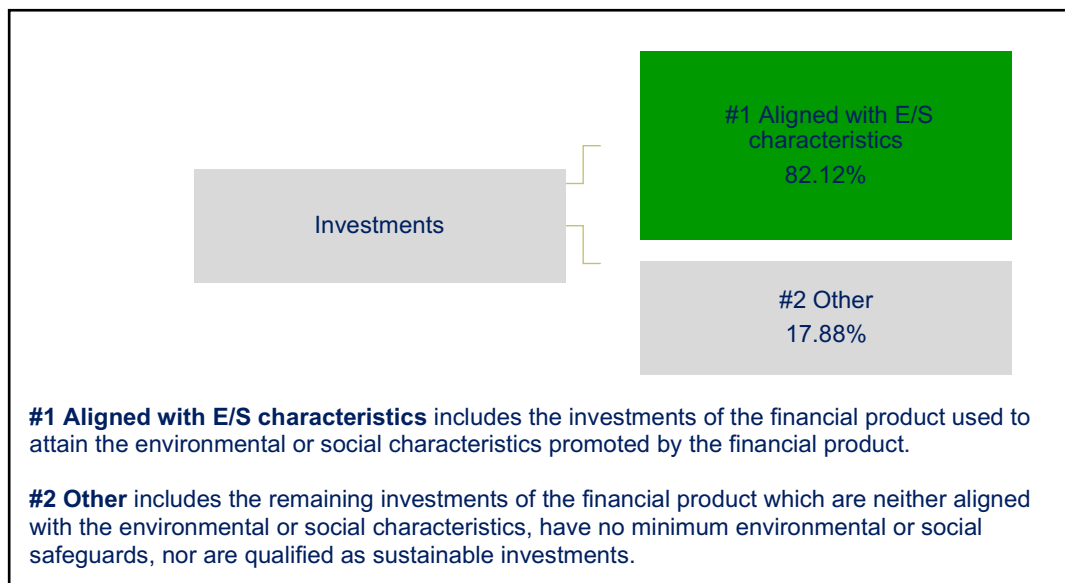 #1 Aligned with E/S
characteristics
82.12%
Investments
#2 Other
17.88%
#1 Aligned with E/S characteristics includes the investments of the financial product used to
attain the environmental or social characteristics promoted by the financial product.
#2 Other includes the remaining investments of the financial product which are neither aligned
with the environmental or social characteristics, have no minimum environmental or social
safeguards, nor are qualified as sustainable investments.